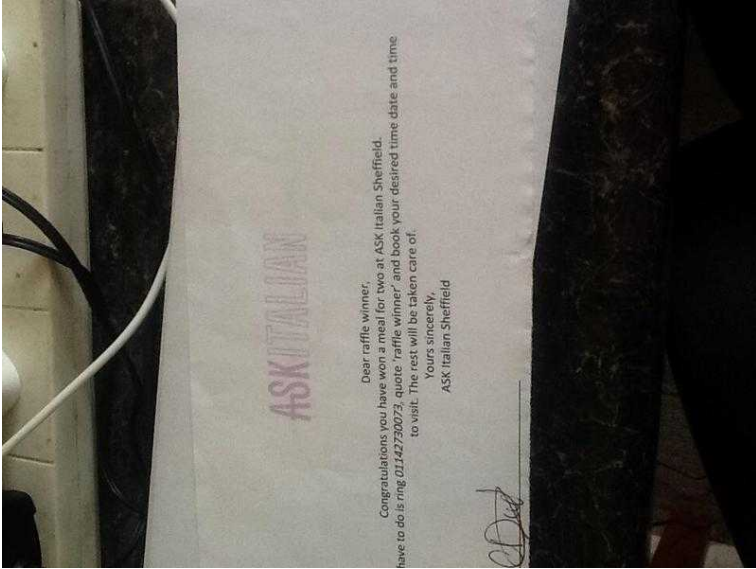 ASKITALIAN
Dear raffle winner,
Congratulations you have won a meal for two at ASK Italian Sheffield.
have to do is ring 01142730073, quote 'raffle winner' and book your desired time date and time
to visit. The rest will be taken care of.
Yours sincerely,
ASK Italian Sheffield